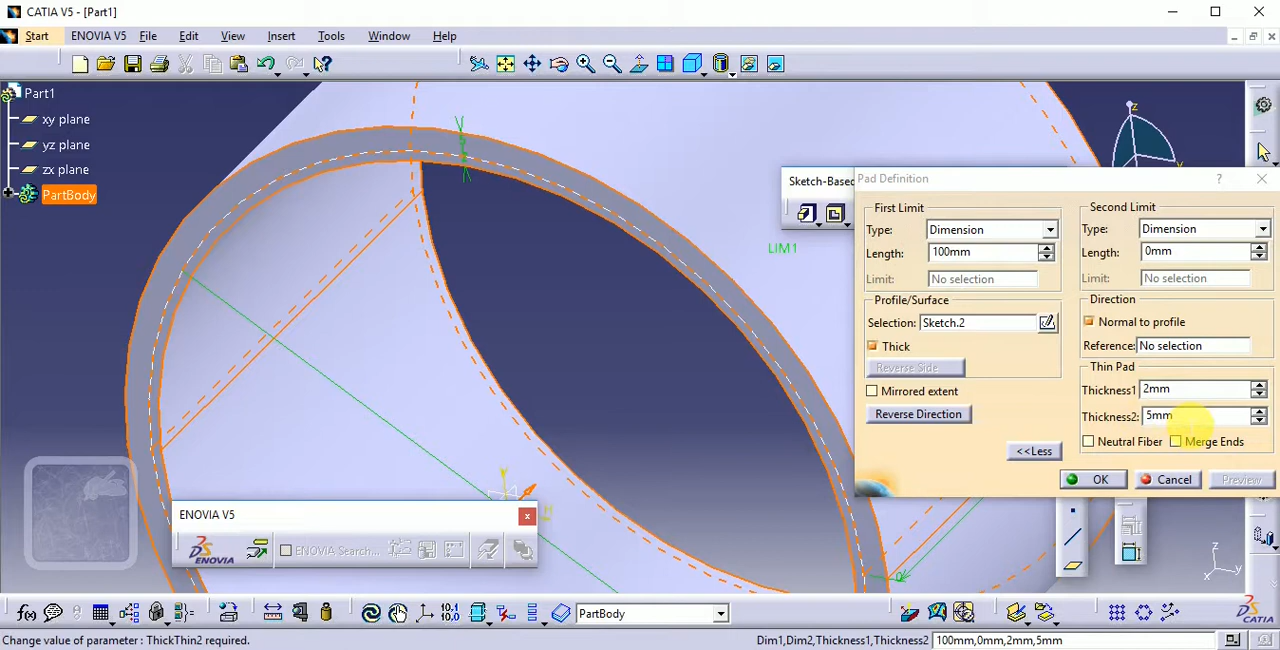 CATIA V5 - [Part1]
Start ENOVIA V5 File Edit View Insert Tools Window Help
Part1
xy plane
yz plane
zx plane
PartBody
LIM1
z
Sketch-Based
Pad Definition
First Limit
Type: Dimension
Length: 100mm
Limit: No selection
Profile/Surface
Selection: Sketch.2
Thick
Reverse Side
Mirrored extent
Reverse Direction
<<Less
Second Limit
Type: Dimension
Length: 0mm
Limit: No selection
Direction
Normal to profile
Reference: No selection
Thin Pad
Thickness1 2mm
Thickness2: 5mm
Neutral Fiber Merge Ends
OK Cancel Preview
Y
H
ENOVIA V5
ENOVIA
ENOVIA Search...
z
x y
f(x) 10.1 PartBody CATIA
Change value of parameter : ThickThin2 required. Dim1,Dim2,Thickness1,Thickness2 100mm,0mm,2mm,5mm